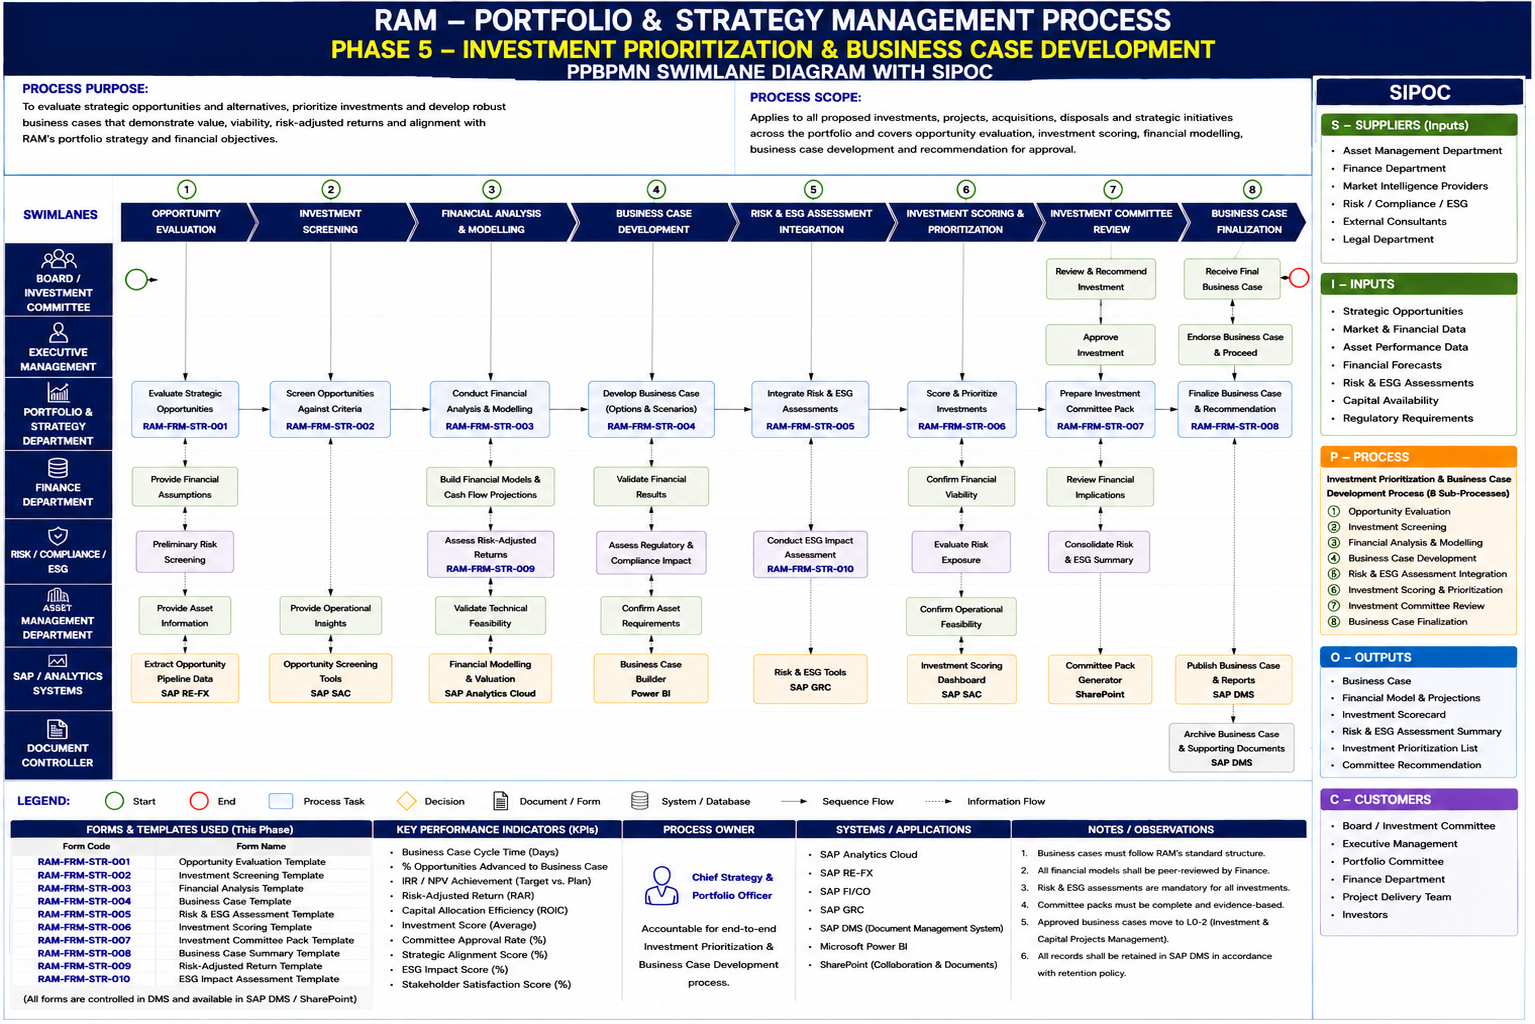 RAM – PORTFOLIO & STRATEGY MANAGEMENT PROCESS
PHASE 5 – INVESTMENT PRIORITIZATION & BUSINESS CASE DEVELOPMENT
PPBPMN SWIMLANE DIAGRAM WITH SIPOC
PROCESS PURPOSE:
To evaluate strategic opportunities and alternatives, prioritize investments and develop robust
business cases that demonstrate value, viability, risk-adjusted returns and alignment with
RAM's portfolio strategy and financial objectives.
PROCESS SCOPE:
Applies to all proposed investments, projects, acquisitions, disposals and strategic initiatives
across the portfolio and covers opportunity evaluation, investment scoring, financial modelling,
business case development and recommendation for approval.
SWIMLANES
1
OPPORTUNITY
EVALUATION
2
INVESTMENT
SCREENING
3
FINANCIAL ANALYSIS
& MODELLING
4
BUSINESS CASE
DEVELOPMENT
5
RISK & ESG ASSESSMENT
INTEGRATION
6
INVESTMENT SCORING &
PRIORITIZATION
7
INVESTMENT COMMITTEE
REVIEW
8
BUSINESS CASE
FINALIZATION
BOARD /
INVESTMENT
COMMITTEE
Review & Recommend
Investment
Receive Final
Business Case
EXECUTIVE
MANAGEMENT
Approve
Investment
Endorse Business Case
& Proceed
PORTFOLIO &
STRATEGY
DEPARTMENT
Evaluate Strategic
Opportunities
RAM-FRM-STR-001
Screen Opportunities
Against Criteria
RAM-FRM-STR-002
Conduct Financial
Analysis & Modelling
RAM-FRM-STR-003
Develop Business Case
(Options & Scenarios)
RAM-FRM-STR-004
Integrate Risk & ESG
Assessments
RAM-FRM-STR-005
Score & Prioritize
Investments
RAM-FRM-STR-006
Prepare Investment
Committee Pack
RAM-FRM-STR-007
Finalize Business Case
& Recommendation
RAM-FRM-STR-008
FINANCE
DEPARTMENT
Provide Financial
Assumptions
Build Financial Models &
Cash Flow Projections
Validate Financial
Results
Confirm Financial
Viability
Review Financial
Implications
RISK / COMPLIANCE /
ESG
Preliminary Risk
Screening
Assess Risk-Adjusted
Returns
RAM-FRM-STR-009
Assess Regulatory &
Compliance Impact
Conduct ESG Impact
Assessment
RAM-FRM-STR-010
Evaluate Risk
Exposure
Consolidate Risk
& ESG Summary
ASSET
MANAGEMENT
DEPARTMENT
Provide Asset
Information
Provide Operational
Insights
Validate Technical
Feasibility
Confirm Asset
Requirements
Confirm Operational
Feasibility
SAP / ANALYTICS
SYSTEMS
Extract Opportunity
Pipeline Data
SAP RE-FX
Opportunity Screening
Tools
SAP SAC
Financial Modelling
& Valuation
SAP Analytics Cloud
Business Case
Builder
Power BI
Risk & ESG Tools
SAP GRC
Investment Scoring
Dashboard
SAP SAC
Committee Pack
Generator
SharePoint
Publish Business Case
& Reports
SAP DMS
DOCUMENT
CONTROLLER
Archive Business Case
& Supporting Documents
SAP DMS
LEGEND:
Start
End
Process Task
Decision
Document / Form
System / Database
Sequence Flow
Information Flow
FORMS & TEMPLATES USED (This Phase)
Form Code Form Name
RAM-FRM-STR-001 Opportunity Evaluation Template
RAM-FRM-STR-002 Investment Screening Template
RAM-FRM-STR-003 Financial Analysis Template
RAM-FRM-STR-004 Business Case Template
RAM-FRM-STR-005 Risk & ESG Assessment Template
RAM-FRM-STR-006 Investment Scoring Template
RAM-FRM-STR-007 Investment Committee Pack Template
RAM-FRM-STR-008 Business Case Summary Template
RAM-FRM-STR-009 Risk-Adjusted Return Template
RAM-FRM-STR-010 ESG Impact Assessment Template
(All forms are controlled in DMS and available in SAP DMS / SharePoint)
KEY PERFORMANCE INDICATORS (KPIs)
• Business Case Cycle Time (Days)
• % Opportunities Advanced to Business Case
• IRR / NPV Achievement (Target vs. Plan)
• Risk-Adjusted Return (RAR)
• Capital Allocation Efficiency (ROIC)
• Investment Score (Average)
• Committee Approval Rate (%)
• Strategic Alignment Score (%)
• ESG Impact Score (%)
• Stakeholder Satisfaction Score (%)
PROCESS OWNER
Chief Strategy &
Portfolio Officer
Accountable for end-to-end
Investment Prioritization &
Business Case Development
process.
SYSTEMS / APPLICATIONS
• SAP Analytics Cloud
• SAP RE-FX
• SAP FI/CO
• SAP GRC
• SAP DMS (Document Management System)
• Microsoft Power BI
• SharePoint (Collaboration & Documents)
NOTES / OBSERVATIONS
1. Business cases must follow RAM's standard structure.
2. All financial models shall be peer-reviewed by Finance.
3. Risk & ESG assessments are mandatory for all investments.
4. Committee packs must be complete and evidence-based.
5. Approved business cases move to L0-2 (Investment &
Capital Projects Management).
6. All records shall be retained in SAP DMS in accordance
with retention policy.
SIPOC
S – SUPPLIERS (Inputs)
• Asset Management Department
• Finance Department
• Market Intelligence Providers
• Risk / Compliance / ESG
• External Consultants
• Legal Department
I – INPUTS
• Strategic Opportunities
• Market & Financial Data
• Asset Performance Data
• Financial Forecasts
• Risk & ESG Assessments
• Capital Availability
• Regulatory Requirements
P – PROCESS
Investment Prioritization & Business Case
Development Process (8 Sub-Processes)
1 Opportunity Evaluation
2 Investment Screening
3 Financial Analysis & Modelling
4 Business Case Development
5 Risk & ESG Assessment Integration
6 Investment Scoring & Prioritization
7 Investment Committee Review
8 Business Case Finalization
O – OUTPUTS
• Business Case
• Financial Model & Projections
• Investment Scorecard
• Risk & ESG Assessment Summary
• Investment Prioritization List
• Committee Recommendation
C – CUSTOMERS
• Board / Investment Committee
• Executive Management
• Portfolio Committee
• Finance Department
• Project Delivery Team
• Investors